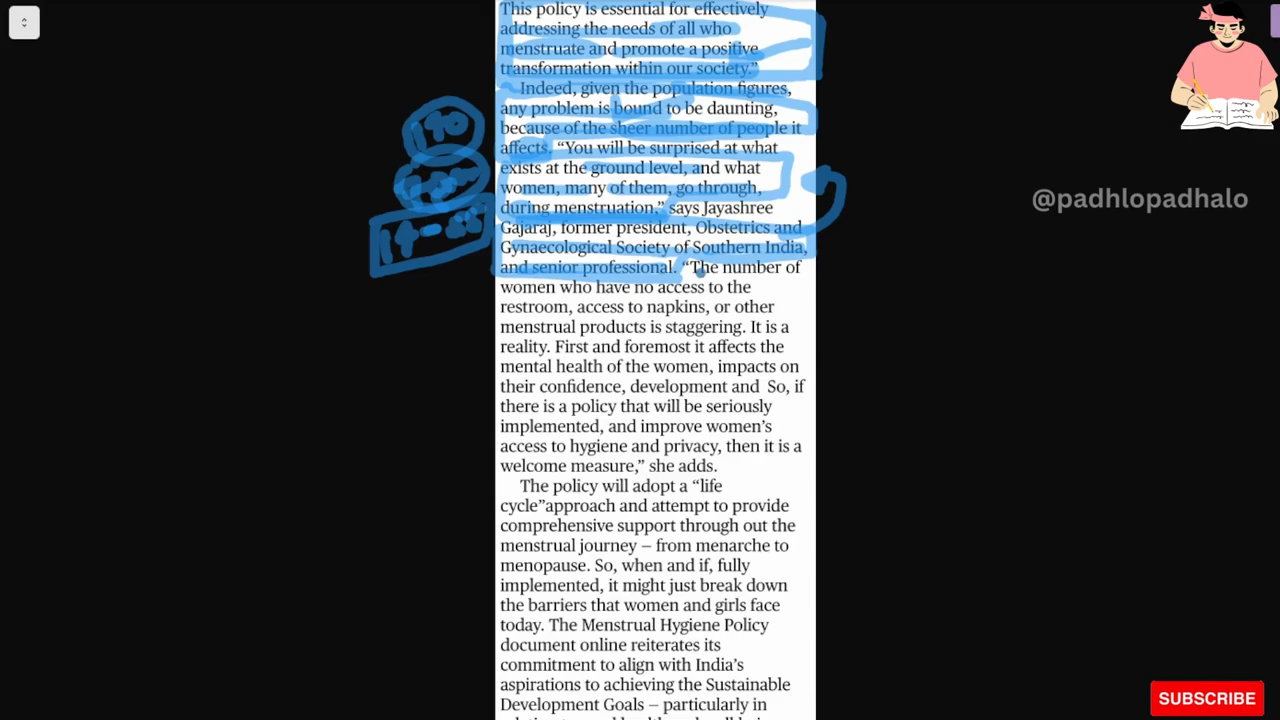 This policy is essential for effectively
addressing the needs of all who
menstruate and promote a positive
transformation within our society.”
Indeed, given the population figures,
any problem is bound to be daunting,
because of the sheer number of people it
affects. “You will be surprised at what
exists at the ground level, and what
women, many of them, go through,
during menstruation,” says Jayashree
Gajaraj, former president, Obstetrics and
Gynaecological Society of Southern India,
and senior professional. “The number of
women who have no access to the
restroom, access to napkins, or other
menstrual products is staggering. It is a
reality. First and foremost it affects the
mental health of the women, impacts on
their confidence, development and So, if
there is a policy that will be seriously
implemented, and improve women’s
access to hygiene and privacy, then it is a
welcome measure,” she adds.
The policy will adopt a “life
cycle”approach and attempt to provide
comprehensive support through out the
menstrual journey — from menarche to
menopause. So, when and if, fully
implemented, it might just break down
the barriers that women and girls face
today. The Menstrual Hygiene Policy
document online reiterates its
commitment to align with India’s
aspirations to achieving the Sustainable
Development Goals — particularly in
@padhlopadhalo
SUBSCRIBE